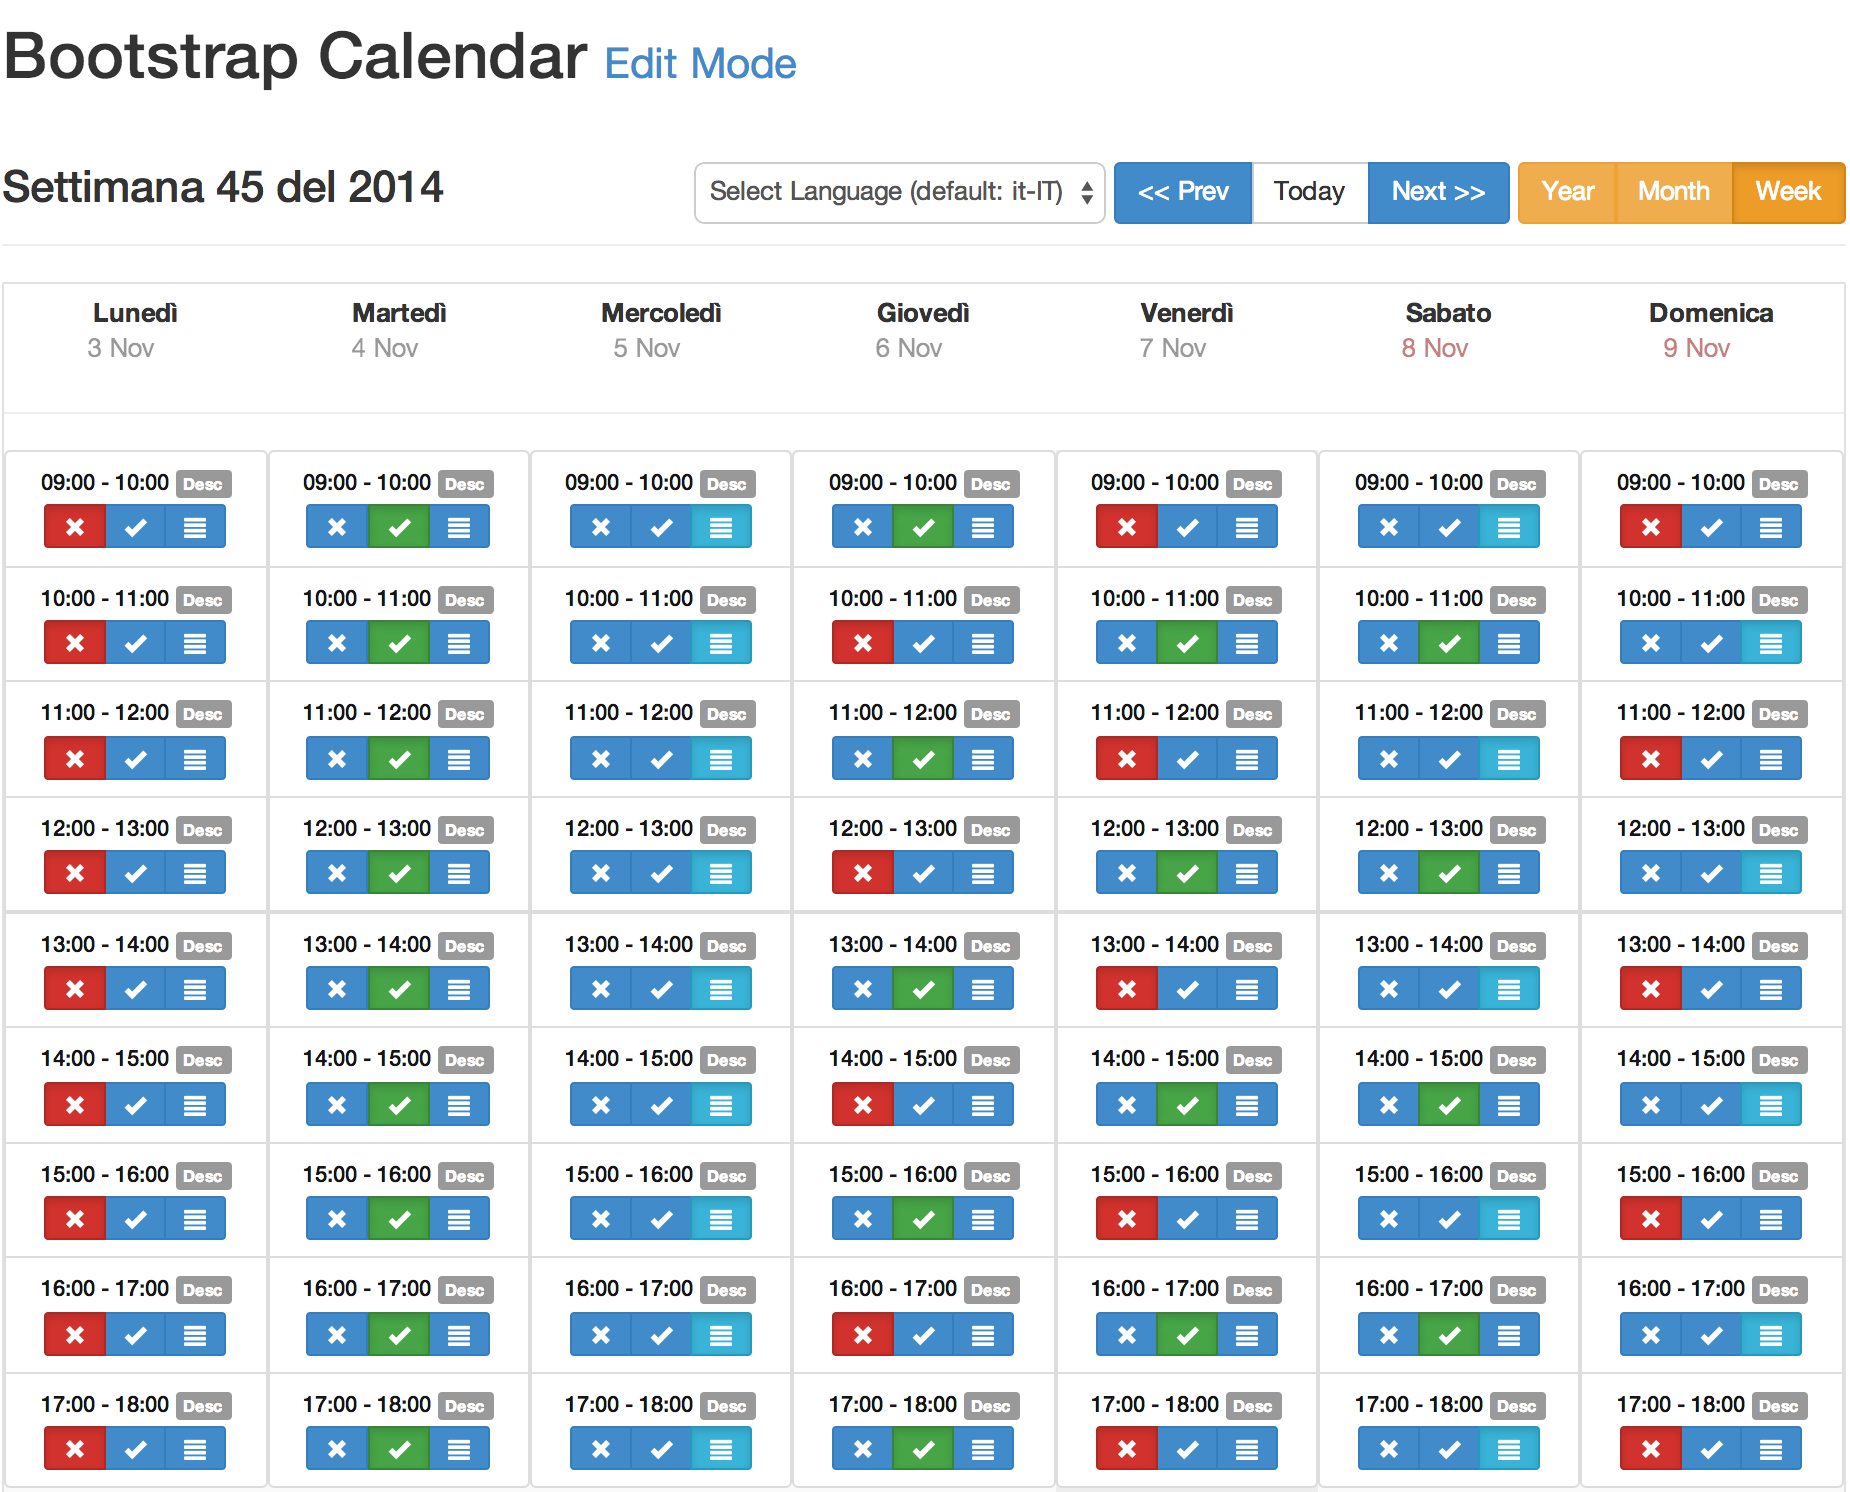 Bootstrap Calendar Edit Mode
Settimana 45 del 2014 Select Language (default: it-IT) << Prev Today Next >> Year Month Week
Lunedì Martedì Mercoledì Giovedì Venerdì Sabato Domenica
3 Nov 4 Nov 5 Nov 6 Nov 7 Nov 8 Nov 9 Nov
09:00 - 10:00 Desc 09:00 - 10:00 Desc 09:00 - 10:00 Desc 09:00 - 10:00 Desc 09:00 - 10:00 Desc 09:00 - 10:00 Desc 09:00 - 10:00 Desc
10:00 - 11:00 Desc 10:00 - 11:00 Desc 10:00 - 11:00 Desc 10:00 - 11:00 Desc 10:00 - 11:00 Desc 10:00 - 11:00 Desc 10:00 - 11:00 Desc
11:00 - 12:00 Desc 11:00 - 12:00 Desc 11:00 - 12:00 Desc 11:00 - 12:00 Desc 11:00 - 12:00 Desc 11:00 - 12:00 Desc 11:00 - 12:00 Desc
12:00 - 13:00 Desc 12:00 - 13:00 Desc 12:00 - 13:00 Desc 12:00 - 13:00 Desc 12:00 - 13:00 Desc 12:00 - 13:00 Desc 12:00 - 13:00 Desc
13:00 - 14:00 Desc 13:00 - 14:00 Desc 13:00 - 14:00 Desc 13:00 - 14:00 Desc 13:00 - 14:00 Desc 13:00 - 14:00 Desc 13:00 - 14:00 Desc
14:00 - 15:00 Desc 14:00 - 15:00 Desc 14:00 - 15:00 Desc 14:00 - 15:00 Desc 14:00 - 15:00 Desc 14:00 - 15:00 Desc 14:00 - 15:00 Desc
15:00 - 16:00 Desc 15:00 - 16:00 Desc 15:00 - 16:00 Desc 15:00 - 16:00 Desc 15:00 - 16:00 Desc 15:00 - 16:00 Desc 15:00 - 16:00 Desc
16:00 - 17:00 Desc 16:00 - 17:00 Desc 16:00 - 17:00 Desc 16:00 - 17:00 Desc 16:00 - 17:00 Desc 16:00 - 17:00 Desc 16:00 - 17:00 Desc
17:00 - 18:00 Desc 17:00 - 18:00 Desc 17:00 - 18:00 Desc 17:00 - 18:00 Desc 17:00 - 18:00 Desc 17:00 - 18:00 Desc 17:00 - 18:00 Desc